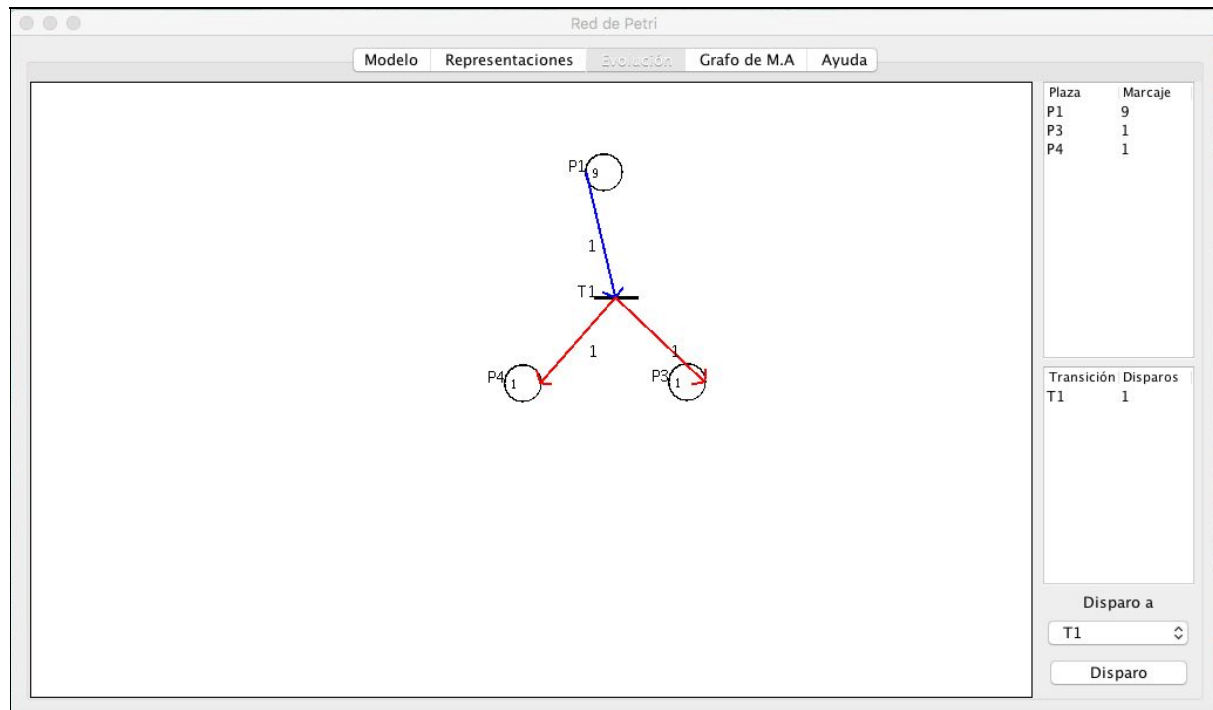 Red de Petri
Modelo Representaciones Evolución Grafo de M.A Ayuda
Plaza Marcaje
P1 9
P3 1
P4 1
P1 9
1
T1
1 1
P4 1
P3 1
Transición Disparos
T1 1
Disparo a
T1
Disparo